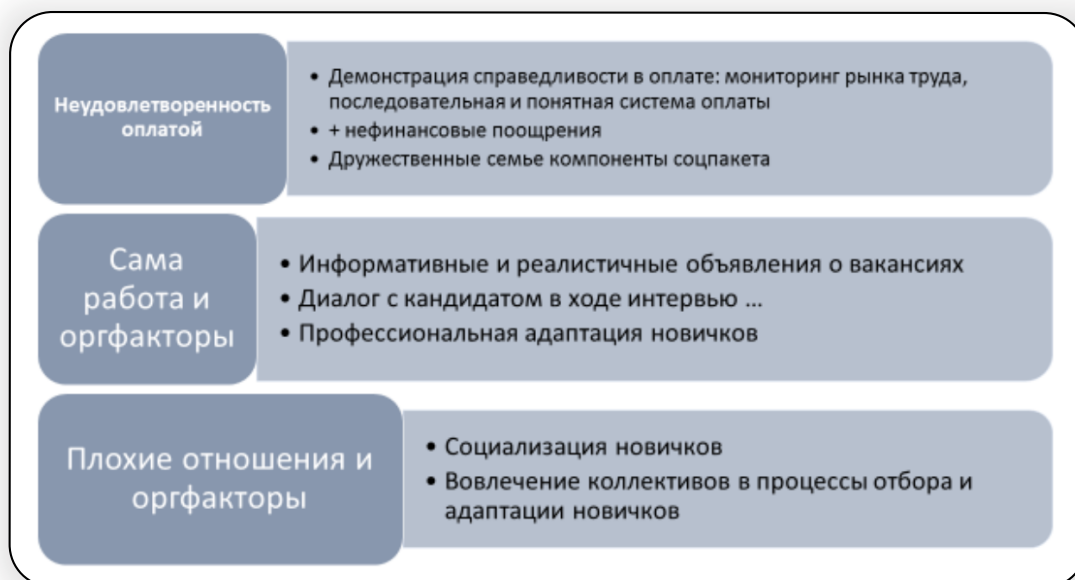 Неудовлетворенность
оплатой
• Демонстрация справедливости в оплате: мониторинг рынка труда,
последовательная и понятная система оплаты
• + нефинансовые поощрения
• Дружественные семье компоненты соцпакета
Сама
работа и
оргфакторы
• Информативные и реалистичные объявления о вакансиях
• Диалог с кандидатом в ходе интервью ...
• Профессиональная адаптация новичков
Плохие отношения и
оргфакторы
• Социализация новичков
• Вовлечение коллективов в процессы отбора и
адаптации новичков